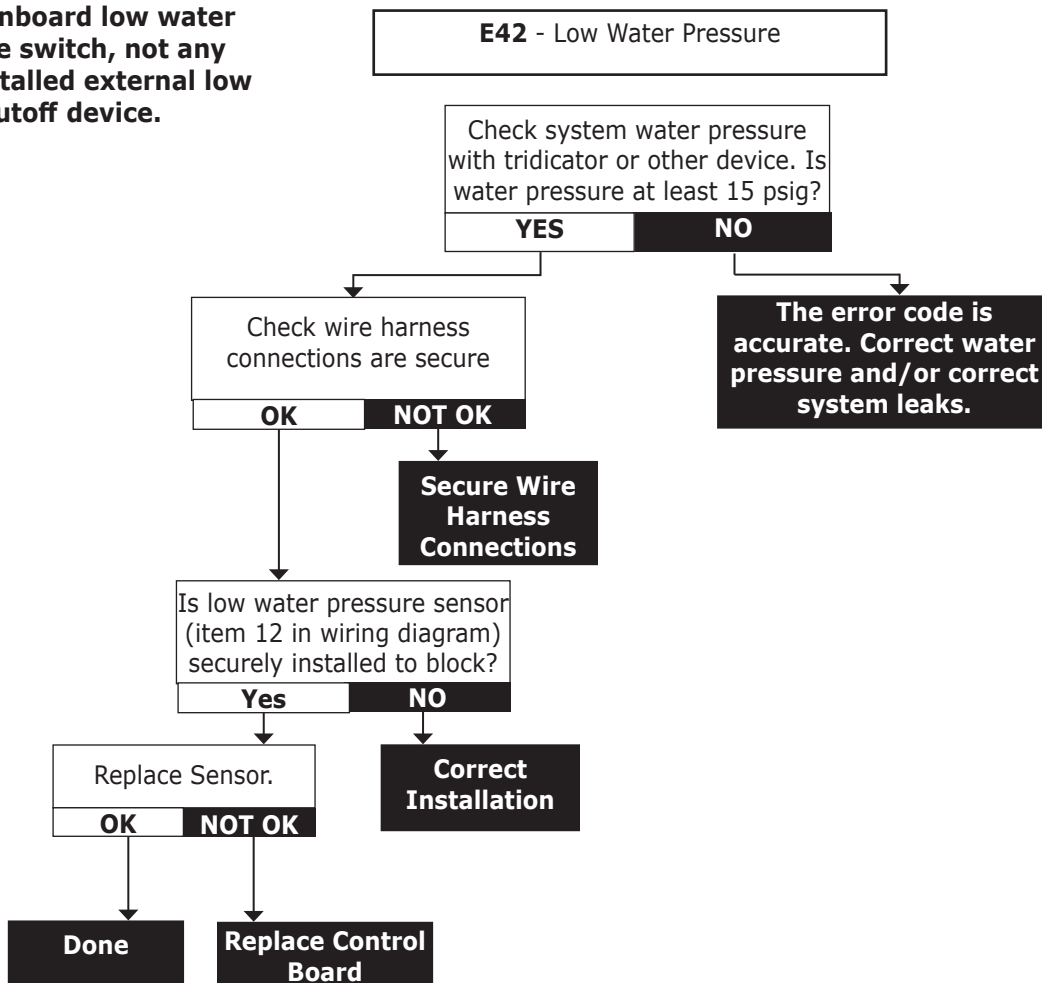 nboard low water
e switch, not any
talled external low
utoff device.
E42 - Low Water Pressure
Check system water pressure
with tridicator or other device. Is
water pressure at least 15 psig?
YES NO
Check wire harness
connections are secure
The error code is
accurate. Correct water
pressure and/or correct
system leaks.
OK NOT OK
Secure Wire
Harness
Connections
Is low water pressure sensor
(item 12 in wiring diagram)
securely installed to block?
Yes NO
Replace Sensor.
Correct
Installation
OK NOT OK
Done
Replace Control
Board